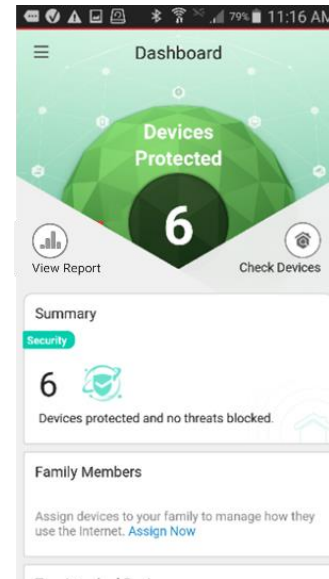 79% 11:16 AM
Dashboard
Devices
Protected
6
View Report
Check Devices
Summary
Security
6
Devices protected and no threats blocked.
Family Members
Assign devices to your family to manage how they
use the Internet. Assign Now